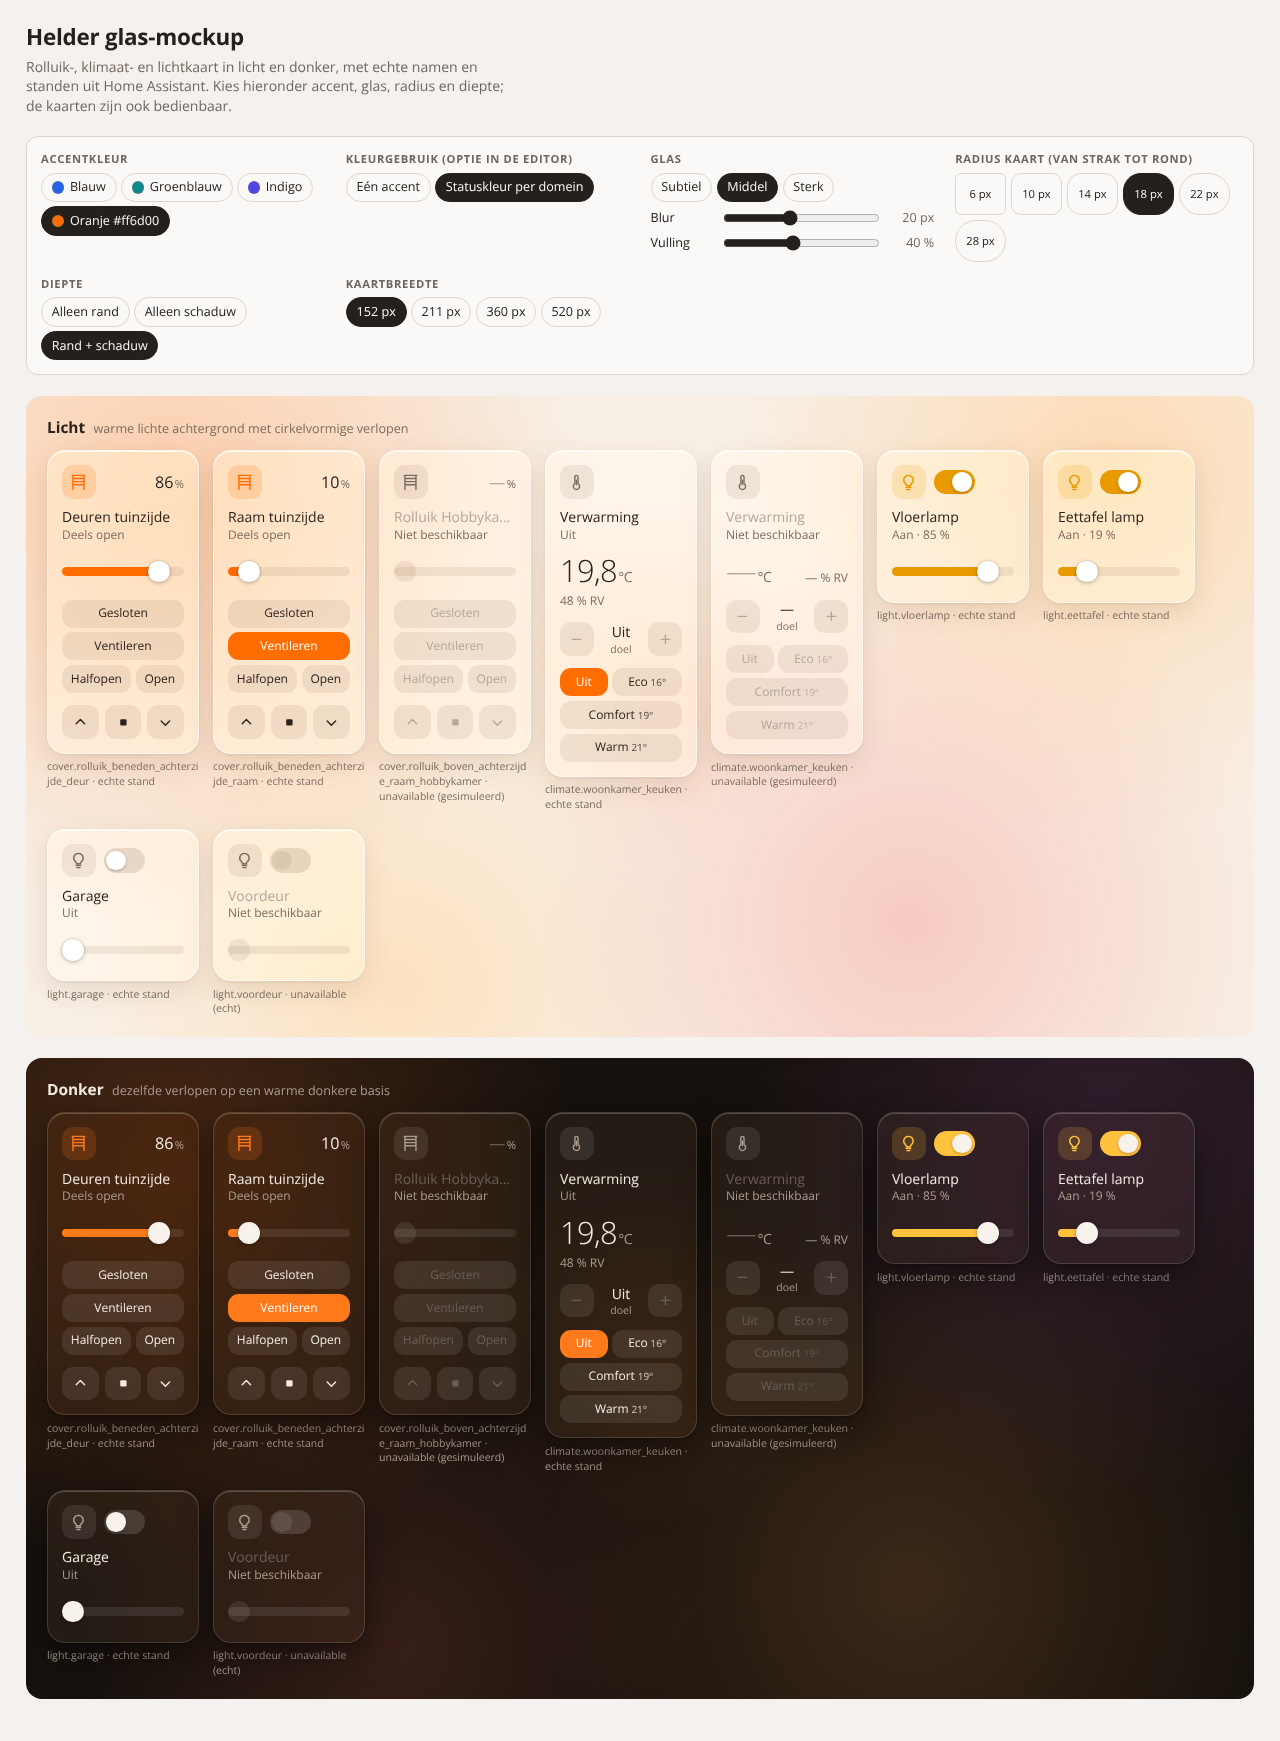 Helder glas-mockup
Rolluik-, klimaat- en lichtkaart in licht en donker, met echte namen en
standen uit Home Assistant. Kies hieronder accent, glas, radius en diepte;
de kaarten zijn ook bedienbaar.
ACCENTKLEUR
Blauw
Groenblauw
Indigo
Oranje #ff6d00
KLEURGEBRUIK (OPTIE IN DE EDITOR)
Eén accent
Statuskleur per domein
GLAS
Subtiel
Middel
Sterk
Blur
20 px
Vulling
40 %
RADIUS KAART (VAN STRAK TOT ROND)
6 px
10 px
14 px
18 px
22 px
28 px
DIEPTE
Alleen rand
Alleen schaduw
Rand + schaduw
KAARTBREEDTE
152 px
211 px
360 px
520 px
Licht warme lichte achtergrond met cirkelvormige verlopen
86 %
Deuren tuinzijde
Deels open
Gesloten
Ventileren
Halfopen
Open
cover.rolluik_beneden_achterzi
jde_deur · echte stand
10 %
Raam tuinzijde
Deels open
Gesloten
Ventileren
Halfopen
Open
cover.rolluik_beneden_achterzi
jde_raam · echte stand
— %
Rolluik Hobbyka...
Niet beschikbaar
Gesloten
Ventileren
Halfopen
Open
cover.rolluik_boven_achterzijd
e_raam_hobbykamer ·
unavailable (gesimuleerd)
Verwarming
Uit
19,8 °C
48 % RV
−
Uit
doel
+
Uit
Eco 16°
Comfort 19°
Warm 21°
climate.woonkamer_keuken ·
echte stand
Verwarming
Niet beschikbaar
— °C
— % RV
−
—
doel
+
Uit
Eco 16°
Comfort 19°
Warm 21°
climate.woonkamer_keuken ·
unavailable (gesimuleerd)
Vloerlamp
Aan · 85 %
light.vloerlamp · echte stand
Eettafel lamp
Aan · 19 %
light.eettafel · echte stand
Garage
Uit
light.garage · echte stand
Voordeur
Niet beschikbaar
light.voordeur · unavailable
(echt)
Donker dezelfde verlopen op een warme donkere basis
86 %
Deuren tuinzijde
Deels open
Gesloten
Ventileren
Halfopen
Open
cover.rolluik_beneden_achterzi
jde_deur · echte stand
10 %
Raam tuinzijde
Deels open
Gesloten
Ventileren
Halfopen
Open
cover.rolluik_beneden_achterzi
jde_raam · echte stand
— %
Rolluik Hobbyka...
Niet beschikbaar
Gesloten
Ventileren
Halfopen
Open
cover.rolluik_boven_achterzijd
e_raam_hobbykamer ·
unavailable (gesimuleerd)
Verwarming
Uit
19,8 °C
48 % RV
−
Uit
doel
+
Uit
Eco 16°
Comfort 19°
Warm 21°
climate.woonkamer_keuken ·
echte stand
Verwarming
Niet beschikbaar
— °C
— % RV
−
—
doel
+
Uit
Eco 16°
Comfort 19°
Warm 21°
climate.woonkamer_keuken ·
unavailable (gesimuleerd)
Vloerlamp
Aan · 85 %
light.vloerlamp · echte stand
Eettafel lamp
Aan · 19 %
light.eettafel · echte stand
Garage
Uit
light.garage · echte stand
Voordeur
Niet beschikbaar
light.voordeur · unavailable
(echt)